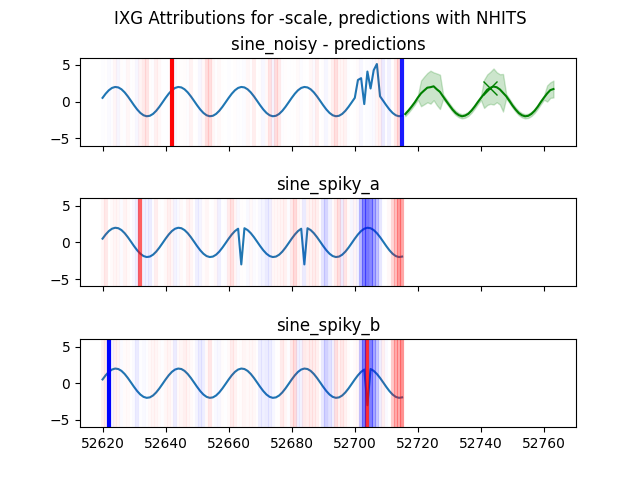 IXG Attributions for -scale, predictions with NHITS
sine_noisy - predictions
5
0
−5
sine_spiky_a
5
0
−5
sine_spiky_b
5
0
−5
52620 52640 52660 52680 52700 52720 52740 52760